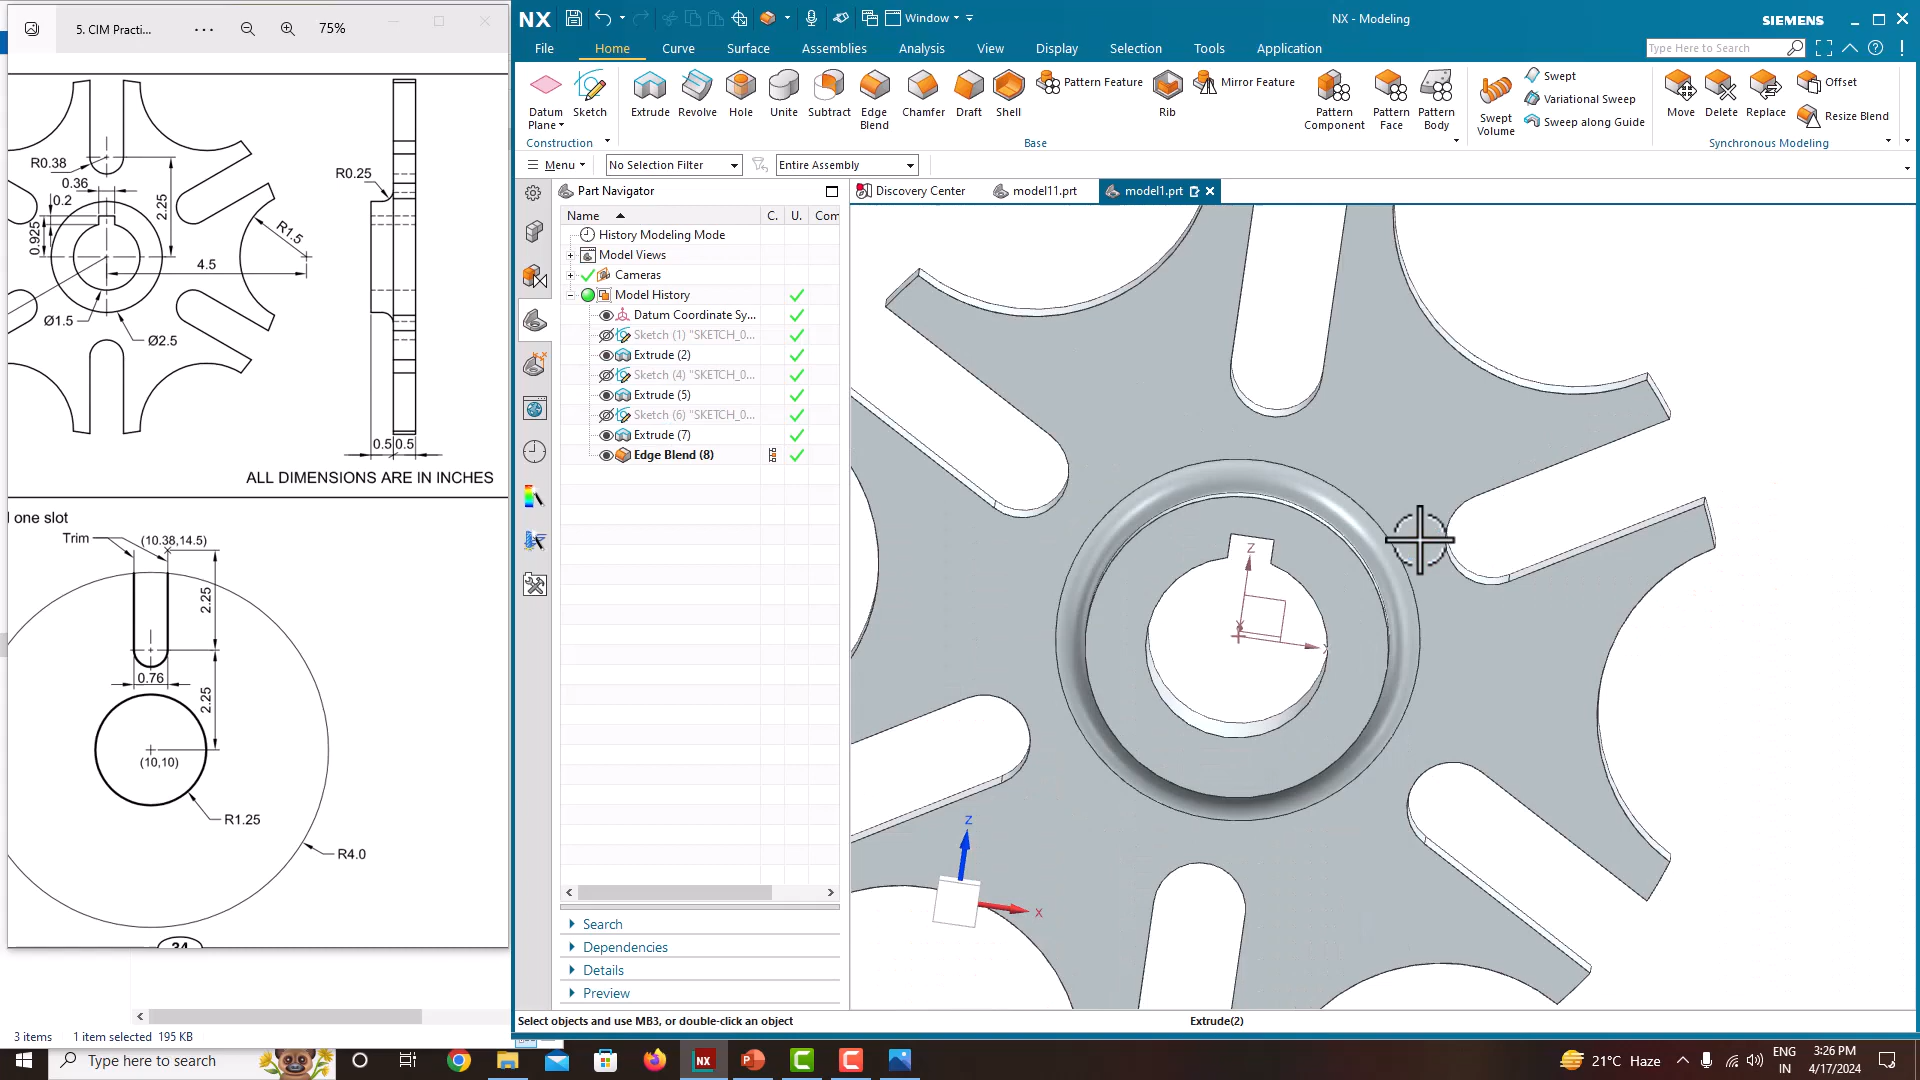 5. CIM Practi...
75%
R0.38
0.36
0.2
0.925
2.25
R1.5
4.5
Ø1.5
Ø2.5
R0.25
0.5
0.5
ALL DIMENSIONS ARE IN INCHES
one slot
Trim
(10.38,14.5)
2.25
0.76
2.25
(10,10)
R1.25
R4.0
34
3 items
1 item selected 195 KB
NX
Window
NX - Modeling
SIEMENS
File
Home
Curve
Surface
Assemblies
Analysis
View
Display
Selection
Tools
Application
Type Here to Search
Datum Plane
Sketch
Construction
Extrude
Revolve
Hole
Unite
Subtract
Edge Blend
Chamfer
Draft
Shell
Pattern Feature
Rib
Mirror Feature
Pattern Component
Pattern Face
Pattern Body
Base
Swept Volume
Swept
Variational Sweep
Sweep along Guide
Move
Delete
Replace
Offset
Resize Blend
Synchronous Modeling
Menu
No Selection Filter
Entire Assembly
Part Navigator
Discovery Center
model11.prt
model1.prt
Name
C.
U.
Com
History Modeling Mode
Model Views
Cameras
Model History
Datum Coordinate Sy...
Sketch (1) "SKETCH_0...
Extrude (2)
Sketch (4) "SKETCH_0...
Extrude (5)
Sketch (6) "SKETCH_0...
Extrude (7)
Edge Blend (8)
Search
Dependencies
Details
Preview
Z
Z
X
Select objects and use MB3, or double-click an object
Extrude(2)
Type here to search
21°C Haze
ENG
IN
3:26 PM
4/17/2024